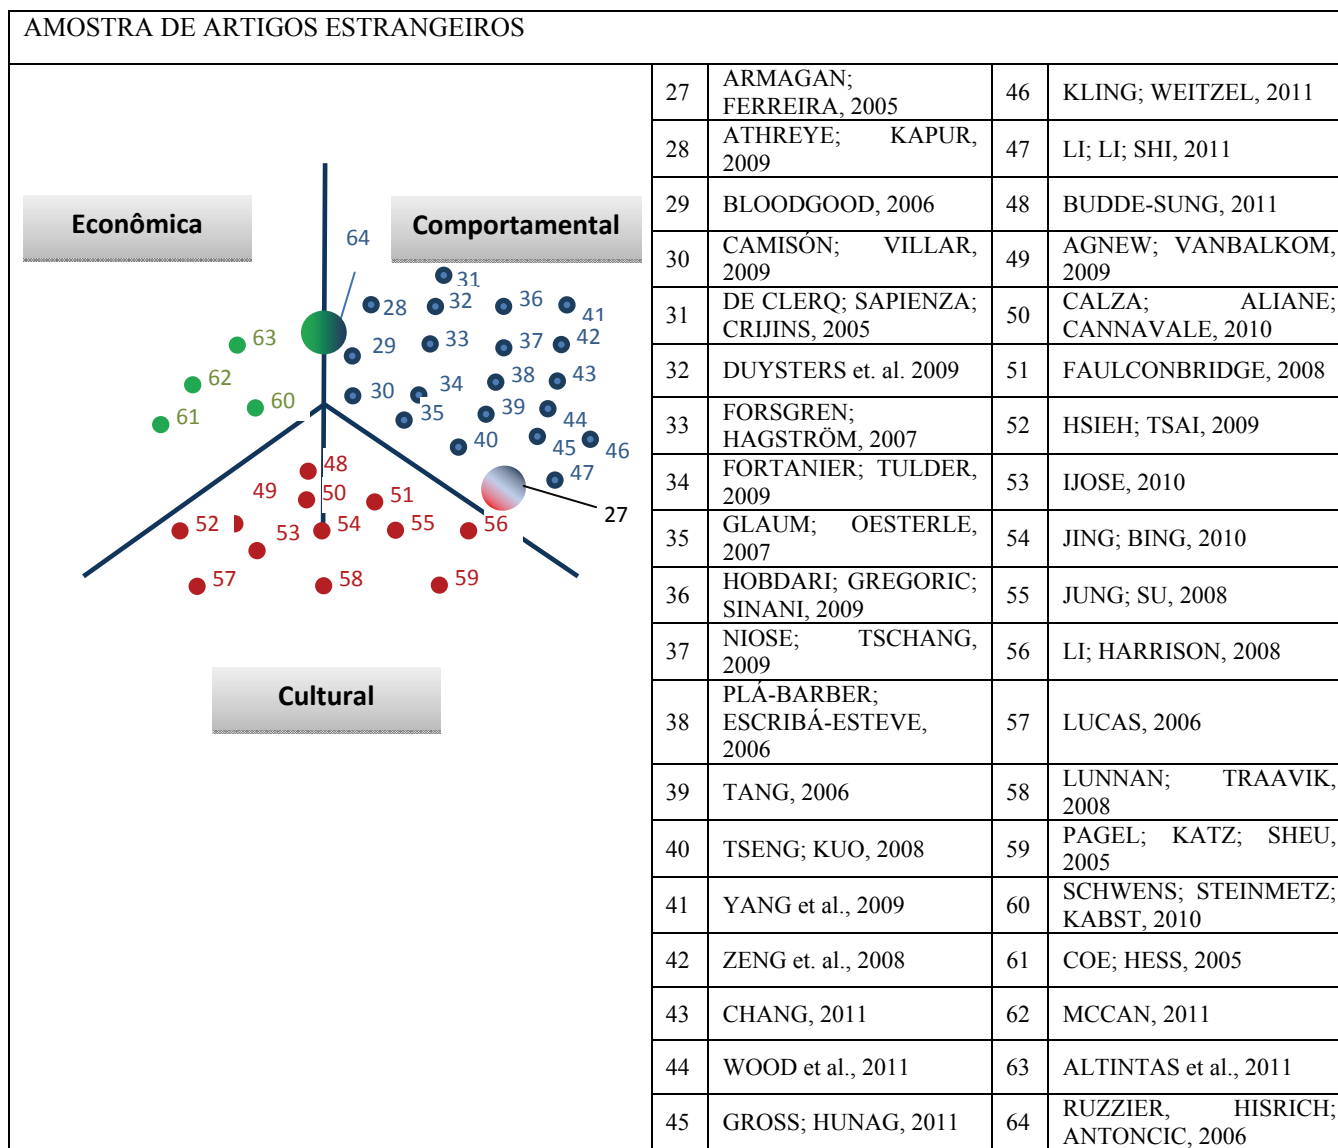 AMOSTRA DE ARTIGOS ESTRANGEIROS
Econômica
Comportamental
64
31
28
32
36
41
63
29
33
37
42
62
30
34
38
43
61
60
35
39
44
40
45
46
48
47
49
50
51
27
52
53
54
55
56
57
58
59
Cultural
27 ARMAGAN;
FERREIRA, 2005
46 KLING; WEITZEL, 2011
28 ATHREYE; KAPUR,
2009
47 LI; LI; SHI, 2011
29 BLOODGOOD, 2006
48 BUDDE-SUNG, 2011
30 CAMISÓN; VILLAR,
2009
49 AGNEW; VANBALKOM,
2009
31 DE CLERQ; SAPIENZA;
CRIJINS, 2005
50 CALZA; ALIANE;
CANNAVALE, 2010
32 DUYSTERS et. al. 2009
51 FAULCONBRIDGE, 2008
33 FORSGREN;
HAGSTRÖM, 2007
52 HSIEH; TSAI, 2009
34 FORTANIER; TULDER,
2009
53 IJOSE, 2010
35 GLAUM; OESTERLE,
2007
54 JING; BING, 2010
36 HOBDARI; GREGORIC;
SINANI, 2009
55 JUNG; SU, 2008
37 NIOSE; TSCHANG,
2009
56 LI; HARRISON, 2008
38 PLÁ-BARBER;
ESCRIBÁ-ESTEVE,
2006
57 LUCAS, 2006
39 TANG, 2006
58 LUNNAN; TRAAVIK,
2008
40 TSENG; KUO, 2008
59 PAGEL; KATZ; SHEU,
2005
41 YANG et al., 2009
60 SCHWENS; STEINMETZ;
KABST, 2010
42 ZENG et. al., 2008
61 COE; HESS, 2005
43 CHANG, 2011
62 MCCAN, 2011
44 WOOD et al., 2011
63 ALTINTAS et al., 2011
45 GROSS; HUNAG, 2011
64 RUZZIER, HISRICH;
ANTONCIC, 2006